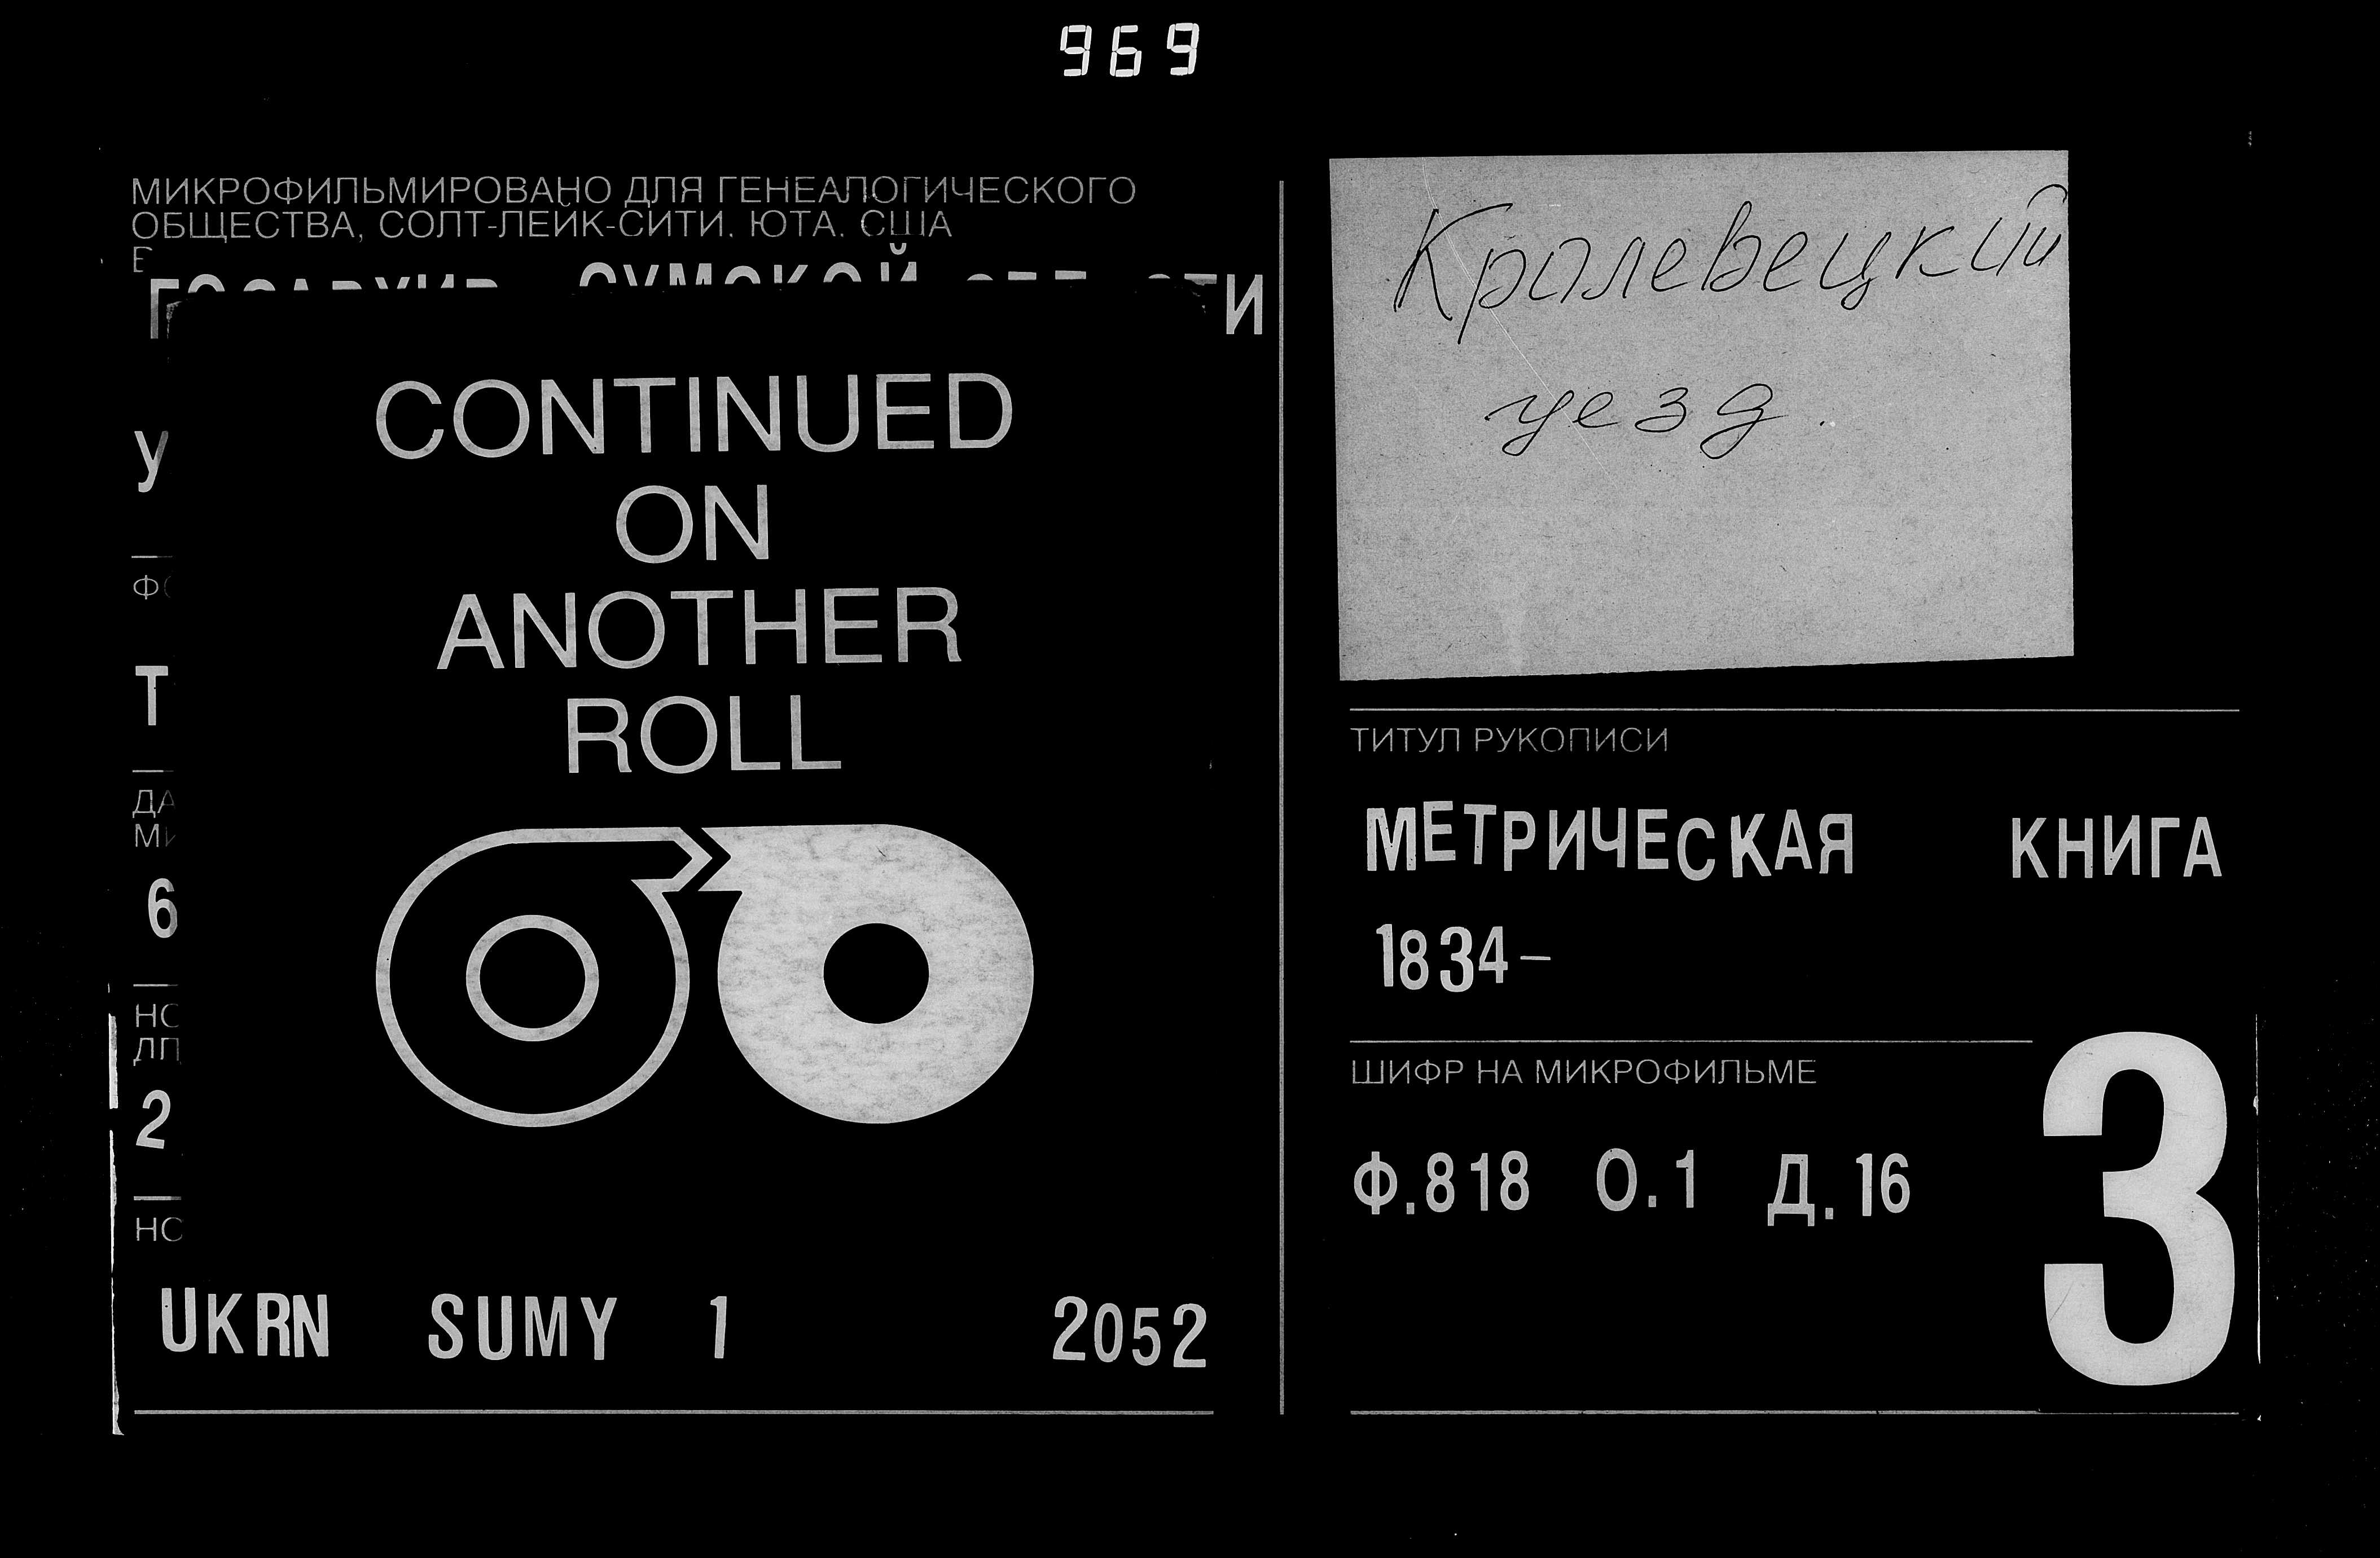 969
МИКРОФИЛЬМИРОВАНО ДЛЯ ГЕНЕАЛОГИЧЕСКОГО
ОБЩЕСТВА, СОЛТ-ЛЕЙК-СИТИ. ЮТА. США
CONTINUED
ON
ANOTHER
ROLL
UKRN SUMY 1 2052
Кролевецкий
уезд.
ТИТУЛ РУКОПИСИ
МЕТРИЧЕСКАЯ КНИГА
1834–
ШИФР НА МИКРОФИЛЬМЕ
Ф.818 О.1 Д.16
3